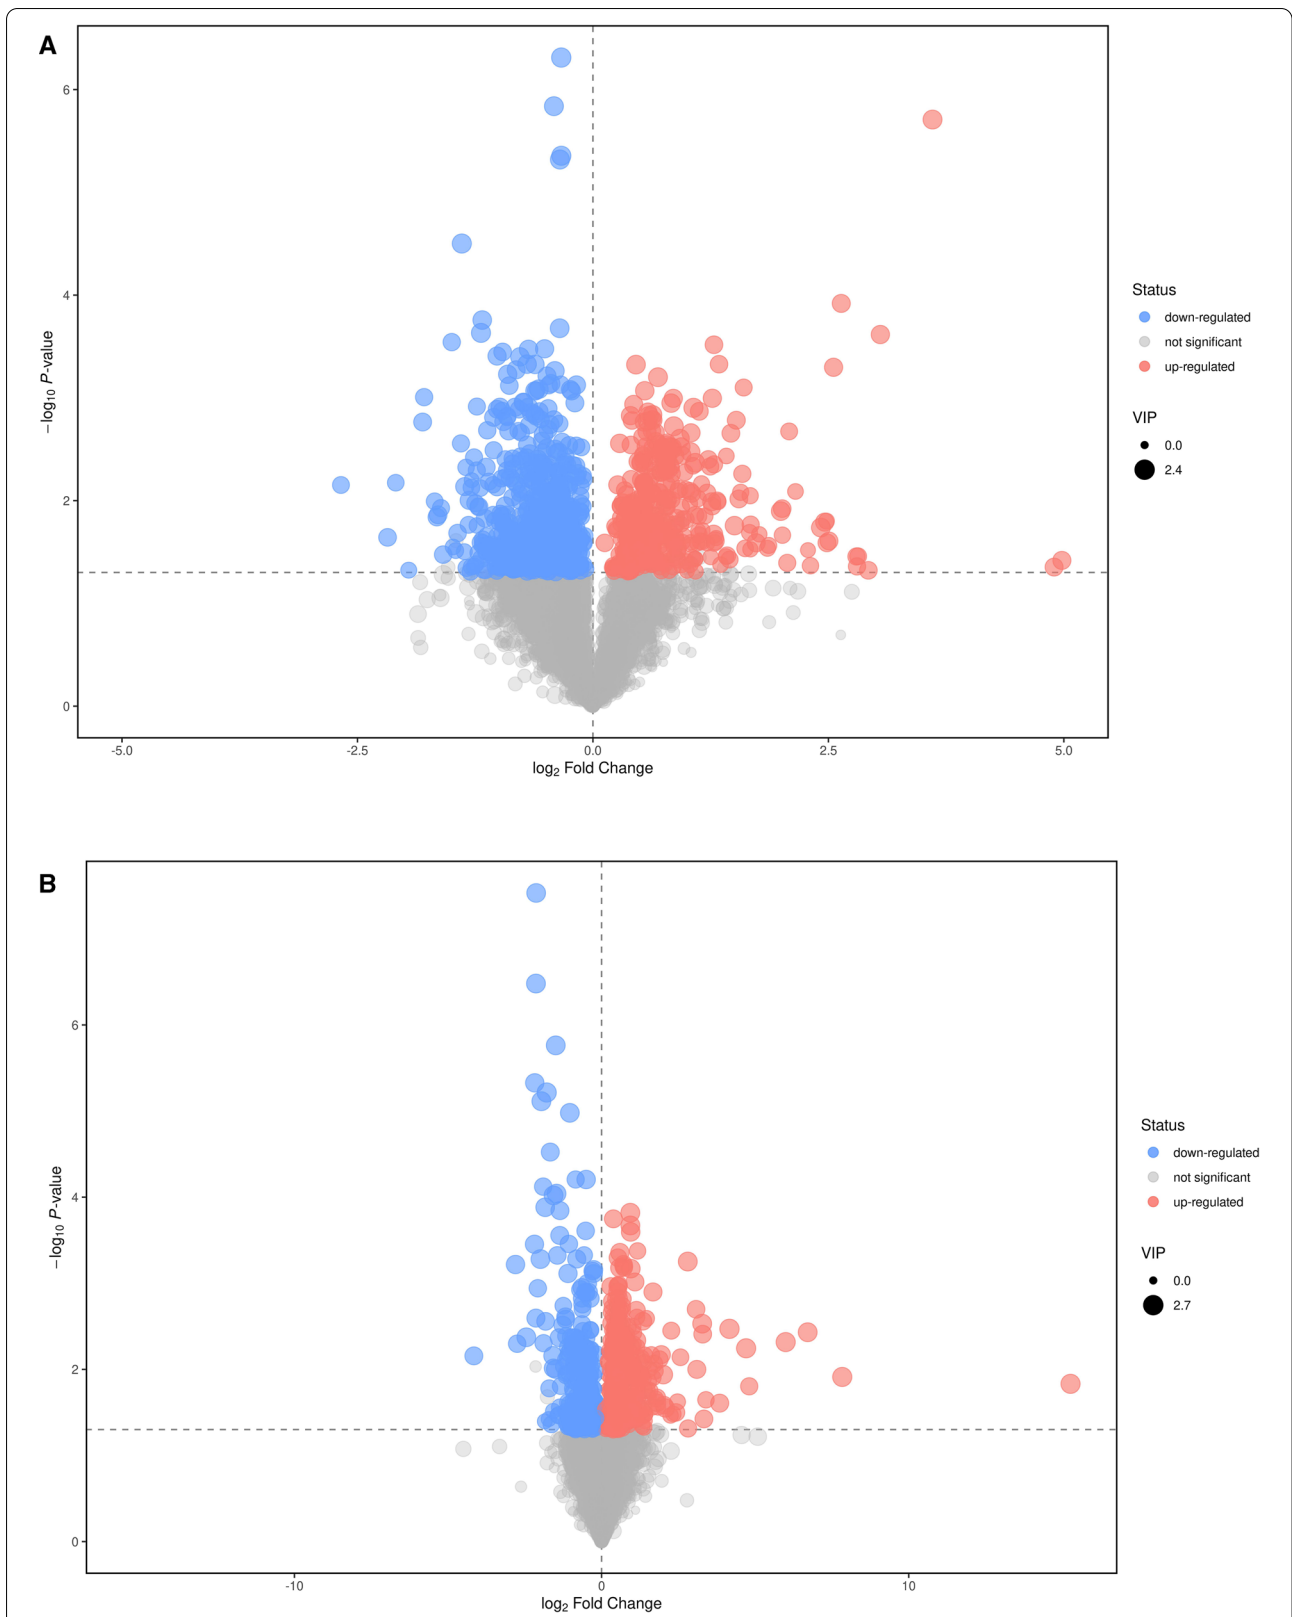 A
6
4
2
0
−log10 P-value
-5.0 -2.5 0.0 2.5 5.0
log2 Fold Change
Status
down-regulated
not significant
up-regulated
VIP
0.0
2.4
B
6
4
2
0
−log10 P-value
-10 0 10
log2 Fold Change
Status
down-regulated
not significant
up-regulated
VIP
0.0
2.7